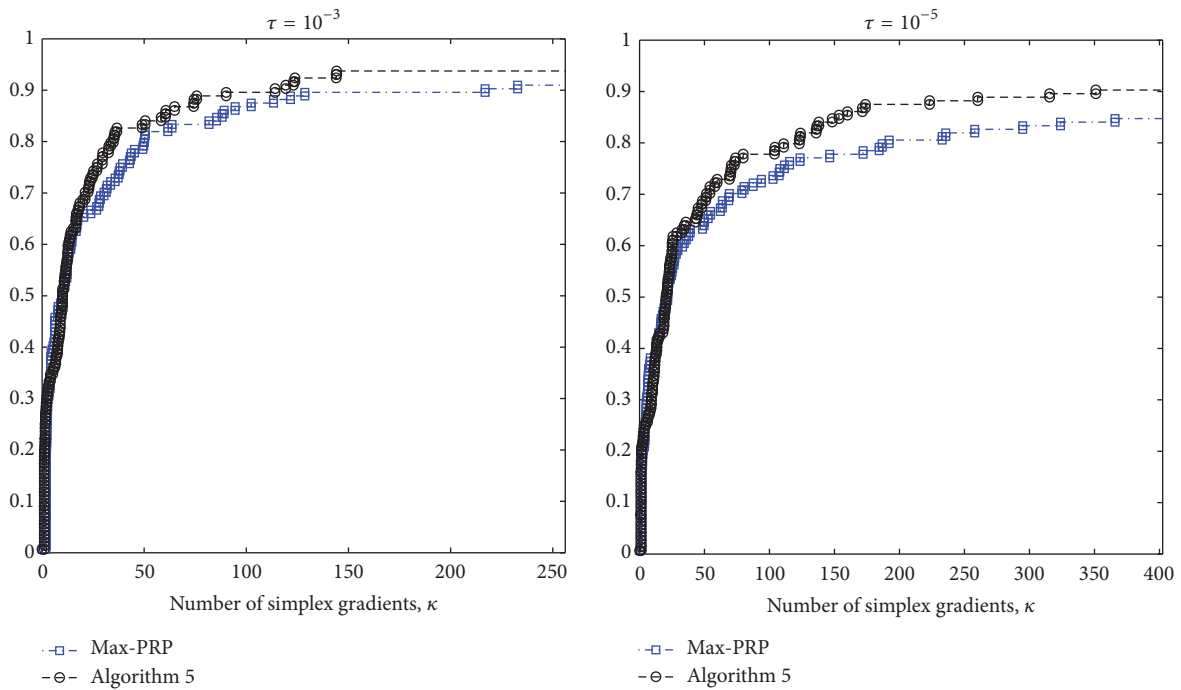 τ = 10⁻³
1
0.9
0.8
0.7
0.6
0.5
0.4
0.3
0.2
0.1
0
0 50 100 150 200 250
Number of simplex gradients, κ
Max-PRP
Algorithm 5
τ = 10⁻⁵
1
0.9
0.8
0.7
0.6
0.5
0.4
0.3
0.2
0.1
0
0 50 100 150 200 250 300 350 400
Number of simplex gradients, κ
Max-PRP
Algorithm 5